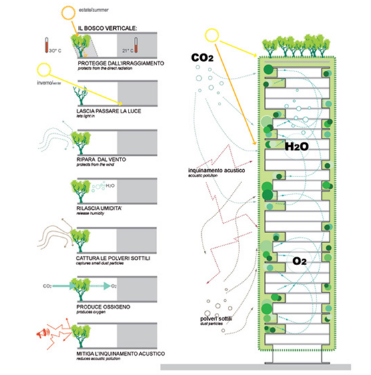 estate/summer
IL BOSCO VERTICALE:
30° C
PROTEGGE DALL'IRRAGGIAMENTO
protects from the direct radiation
inverno/winter
LASCIA PASSARE LA LUCE
lets light in
RIPARA DAL VENTO
protects from the wind
H2O
RILASCIA UMIDITA'
release humidity
CATTURA LE POLVERI SOTTILI
captures small dust particles
CO2
O2
PRODUCE OSSIGENO
produces oxygen
MITIGA L'INQUINAMENTO ACUSTICO
reduces acoustic pollution
CO2
H2O
inquinamento acustico
acoustic pollution
O2
polveri sottili
dust particles